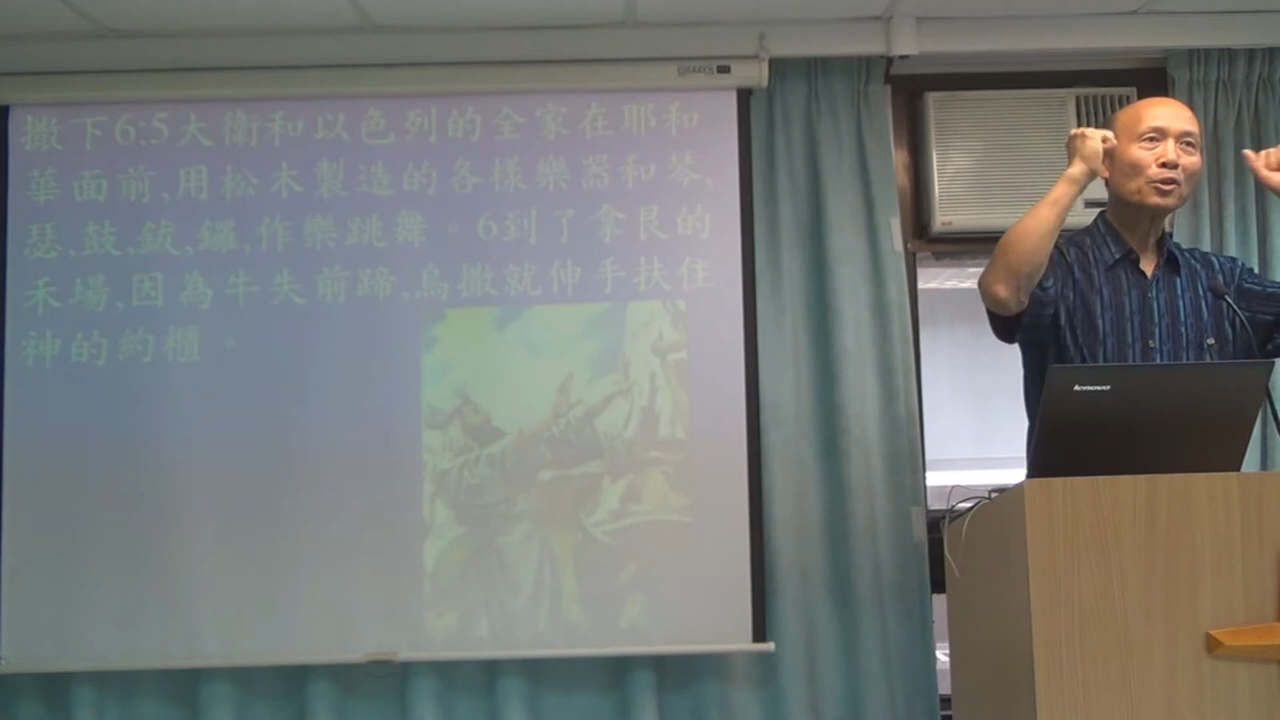 撒下6:5大衛和以色列的全家在耶和
華面前,用松木製造的各樣樂器和琴,
瑟,鼓,鈸,鑼,作樂跳舞。6到了拿艮的
禾場,因為牛失前蹄,烏撒就伸手扶住
神的約櫃。
lenovo